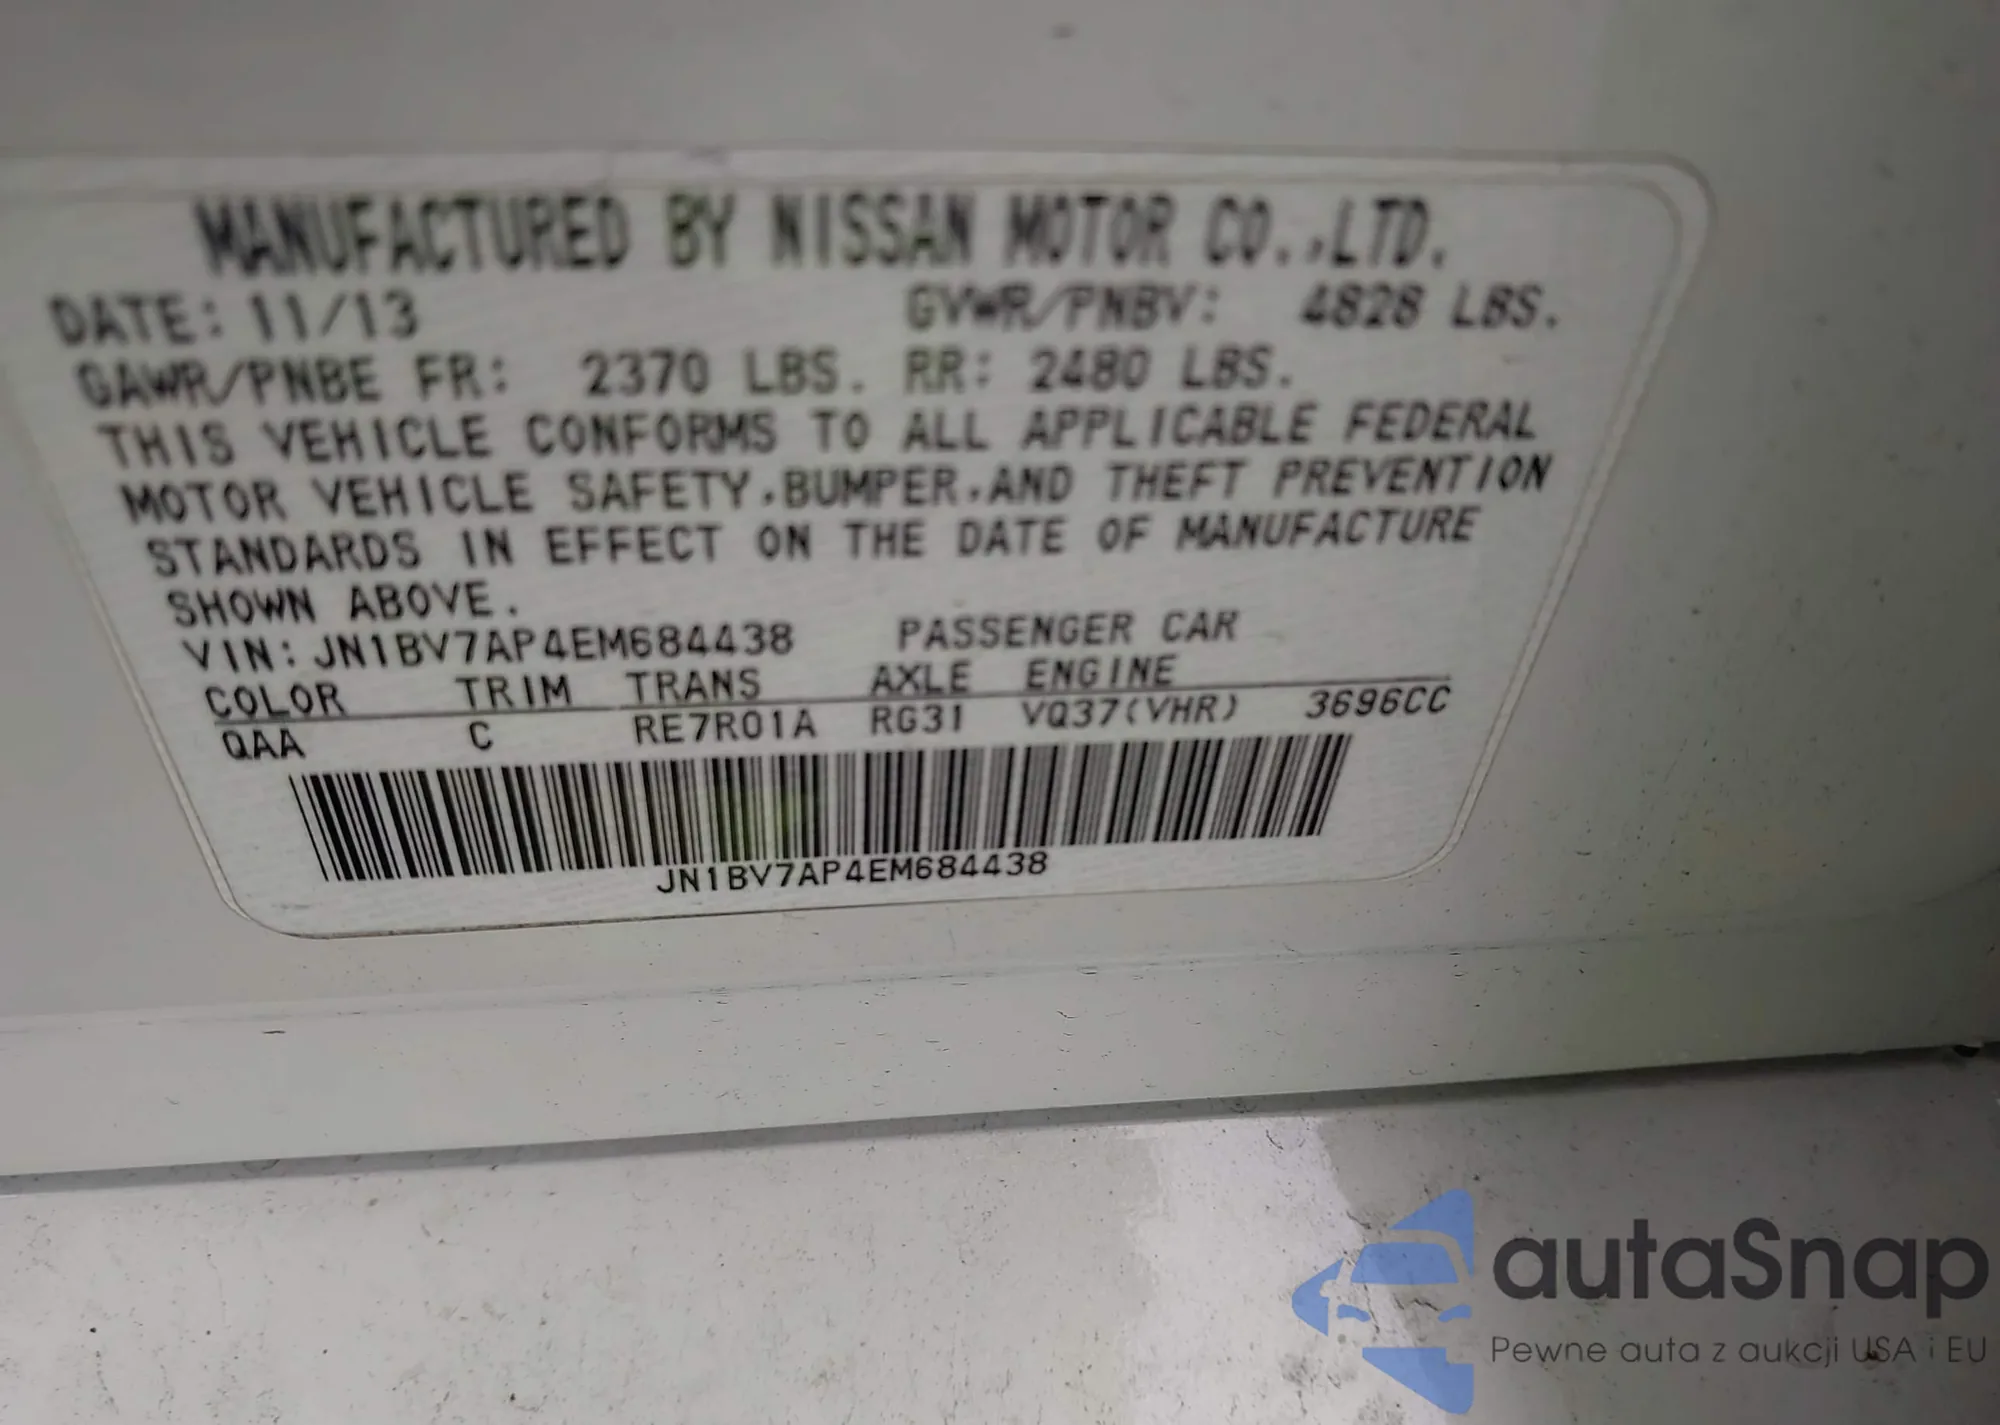 MANUFACTURED BY NISSAN MOTOR CO.,LTD.
DATE: 11/13 GVWR/PNBV: 4828 LBS.
GAWR/PNBE FR: 2370 LBS. RR: 2480 LBS.
THIS VEHICLE CONFORMS TO ALL APPLICABLE FEDERAL
MOTOR VEHICLE SAFETY,BUMPER,AND THEFT PREVENTION
STANDARDS IN EFFECT ON THE DATE OF MANUFACTURE
SHOWN ABOVE.
VIN: JN1BV7AP4EM684438 PASSENGER CAR
COLOR TRIM TRANS AXLE ENGINE
QAA C RE7R01A RG31 VQ37(VHR) 3696CC
JN1BV7AP4EM684438
autaSnap
Pewne auta z aukcji USA i EU